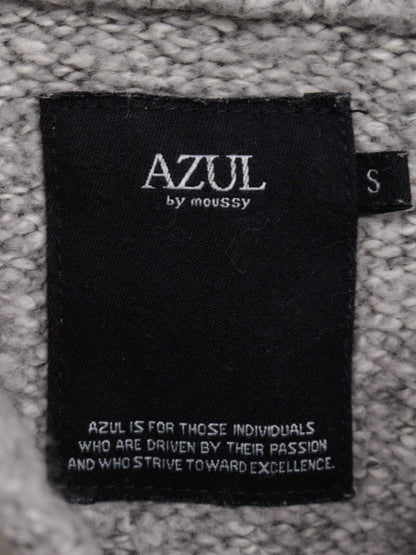 AZUL
by moussy
S
AZUL IS FOR THOSE INDIVIDUALS
WHO ARE DRIVEN BY THEIR PASSION
AND WHO STRIVE TOWARD EXCELLENCE.